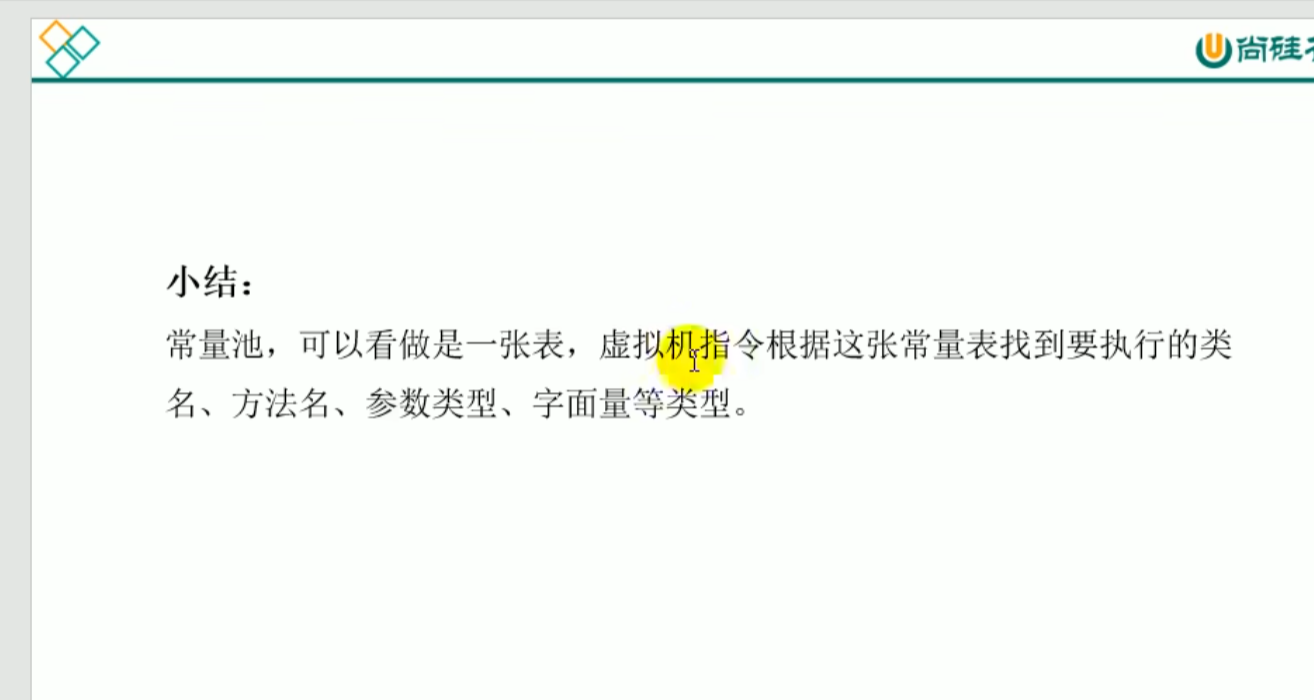 尚硅
小结：
常量池，可以看做是一张表，虚拟机指令根据这张常量表找到要执行的类
名、方法名、参数类型、字面量等类型。